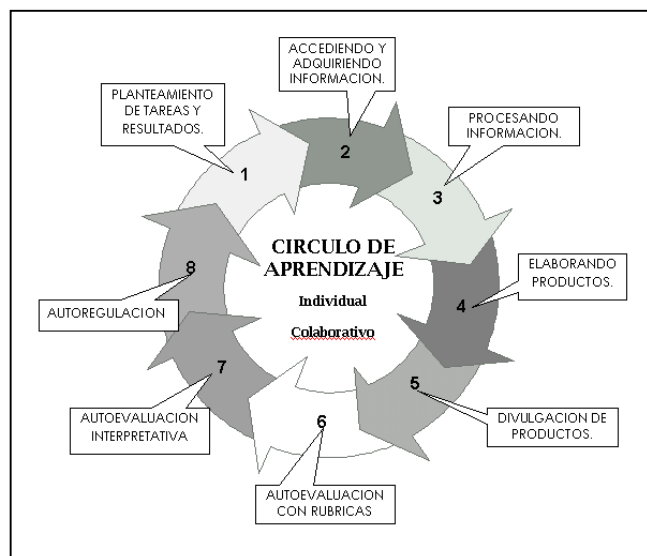 1
PLANTEAMIENTO
DE TAREAS Y
RESULTADOS.
2
ACCEDIENDO Y
ADQUIRIENDO
INFORMACION.
3
PROCESANDO
INFORMACION.
4
ELABORANDO
PRODUCTOS.
5
DIVULGACION DE
PRODUCTOS.
6
AUTOEVALUACION
CON RUBRICAS
7
AUTOEVALUACION
INTERPRETATIVA
8
AUTOREGULACION
CIRCULO DE
APRENDIZAJE
Individual
Colaborativo